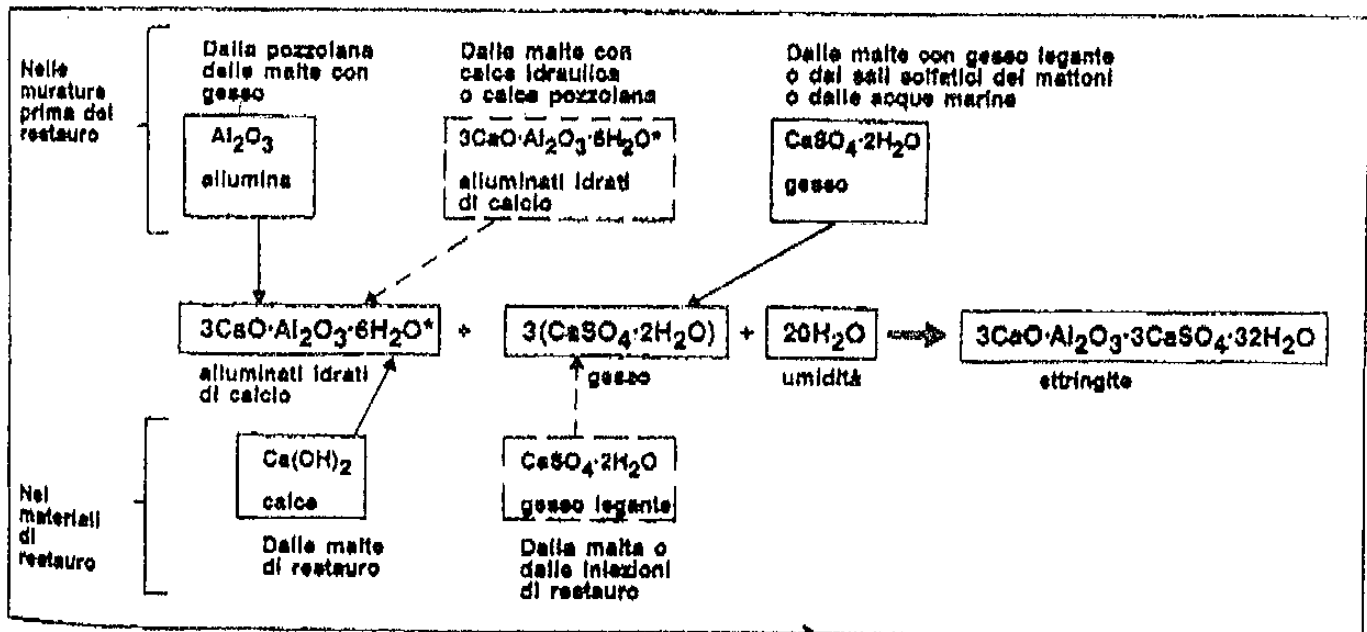 Nelle
murature
prima del
restauro
Dalla pozzolana
delle malte con
gesso
Al₂O₃
allumina
Dalle malte con
calce idraulica
o calce pozzolana
3CaO·Al₂O₃·6H₂O*
alluminati idrati
di calcio
Dalle malte con gesso legante
o dai sali solfatici dei mattoni
o dalle acque marine
CaSO₄·2H₂O
gesso
3CaO·Al₂O₃·6H₂O* + 3(CaSO₄·2H₂O) + 20H₂O ⟹ 3CaO·Al₂O₃·3CaSO₄·32H₂O
alluminati idrati
di calcio
gesso
umidità
ettringite
Nei
materiali
di
restauro
Ca(OH)₂
calce
Dalle malte
di restauro
CaSO₄·2H₂O
gesso legante
Dalla malta o
dalle iniezioni
di restauro